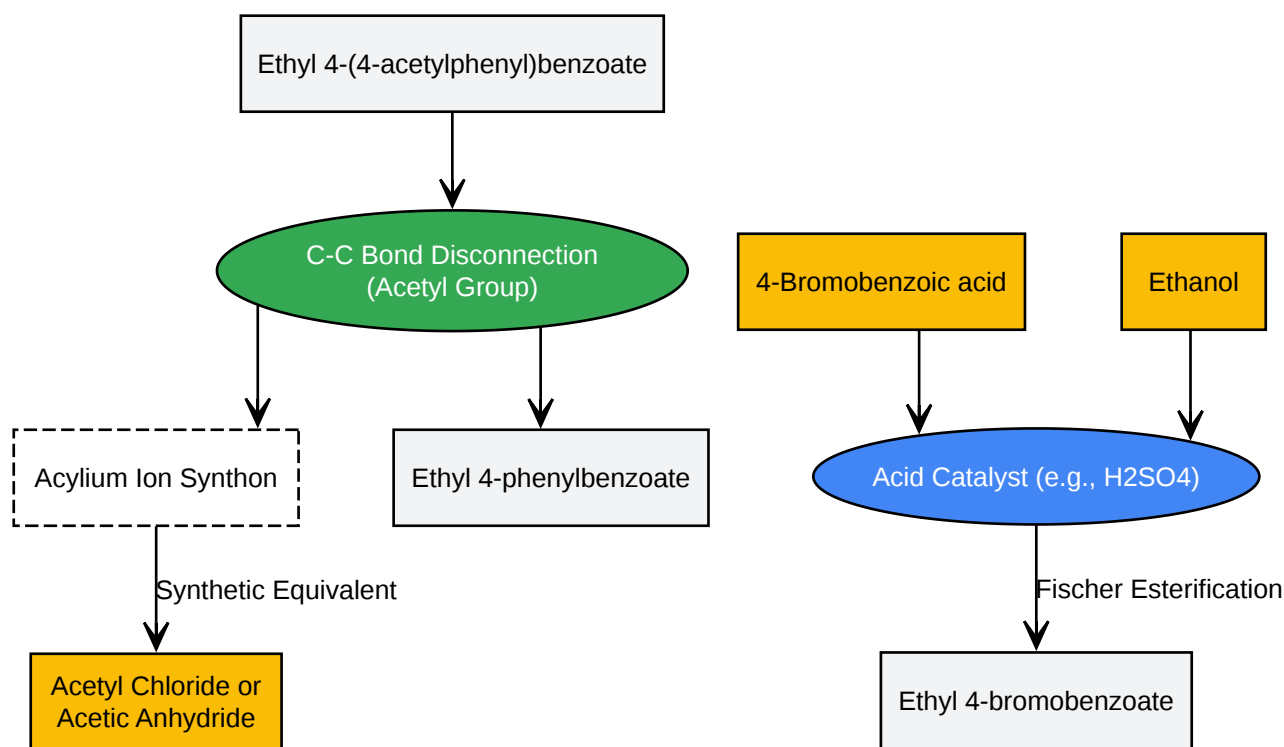 Ethyl 4-(4-acetylphenyl)benzoate
C-C Bond Disconnection
(Acetyl Group)
4-Bromobenzoic acid
Ethanol
Acylium Ion Synthon
Ethyl 4-phenylbenzoate
Acid Catalyst (e.g., H2SO4)
Synthetic Equivalent
Fischer Esterification
Acetyl Chloride or
Acetic Anhydride
Ethyl 4-bromobenzoate